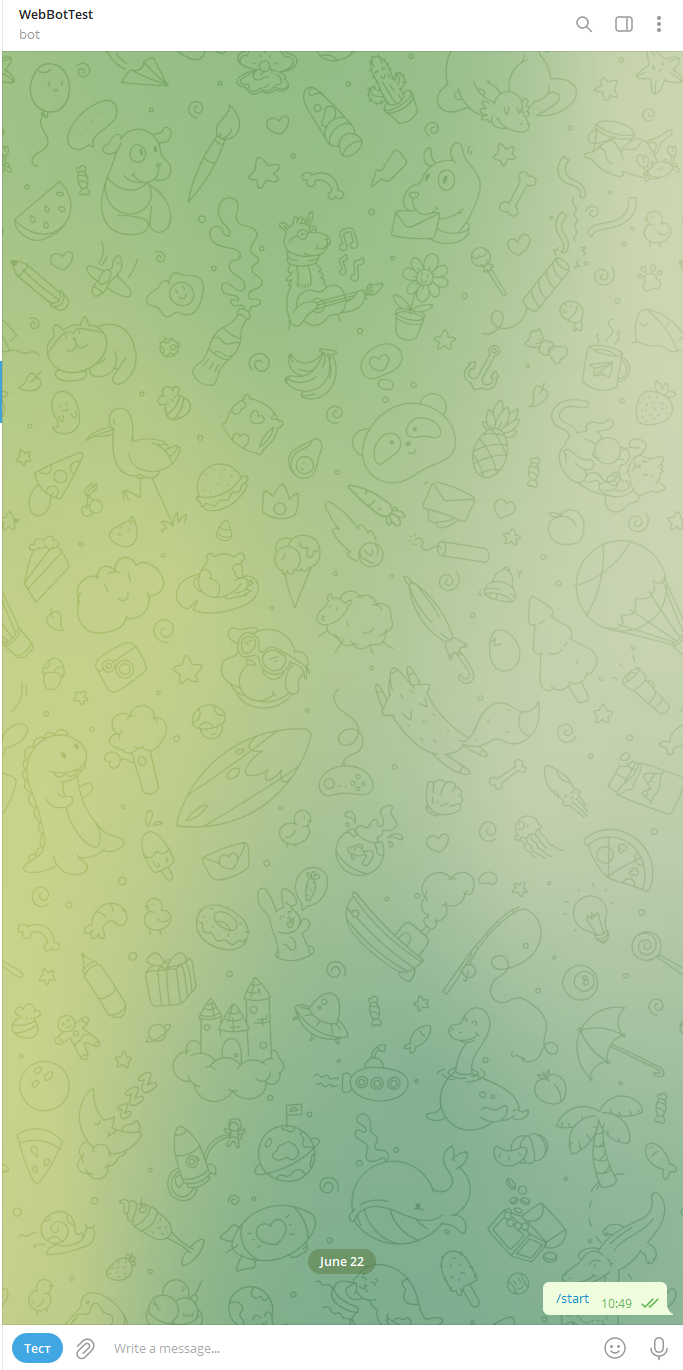 WebBotTest
bot
June 22
/start 10:49
Тест Write a message...